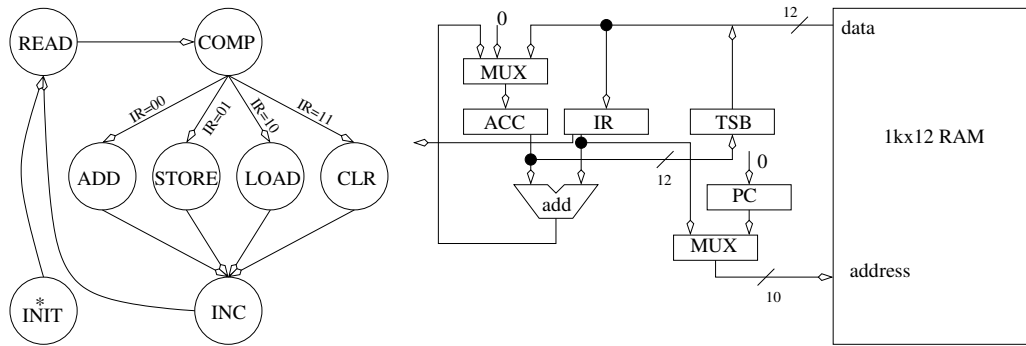 READ
COMP
IR=00
IR=01
IR=10
IR=11
ADD
STORE
LOAD
CLR
*
INIT
INC
0
12
data
MUX
ACC
IR
TSB
1kx12 RAM
12
0
add
PC
MUX
address
10